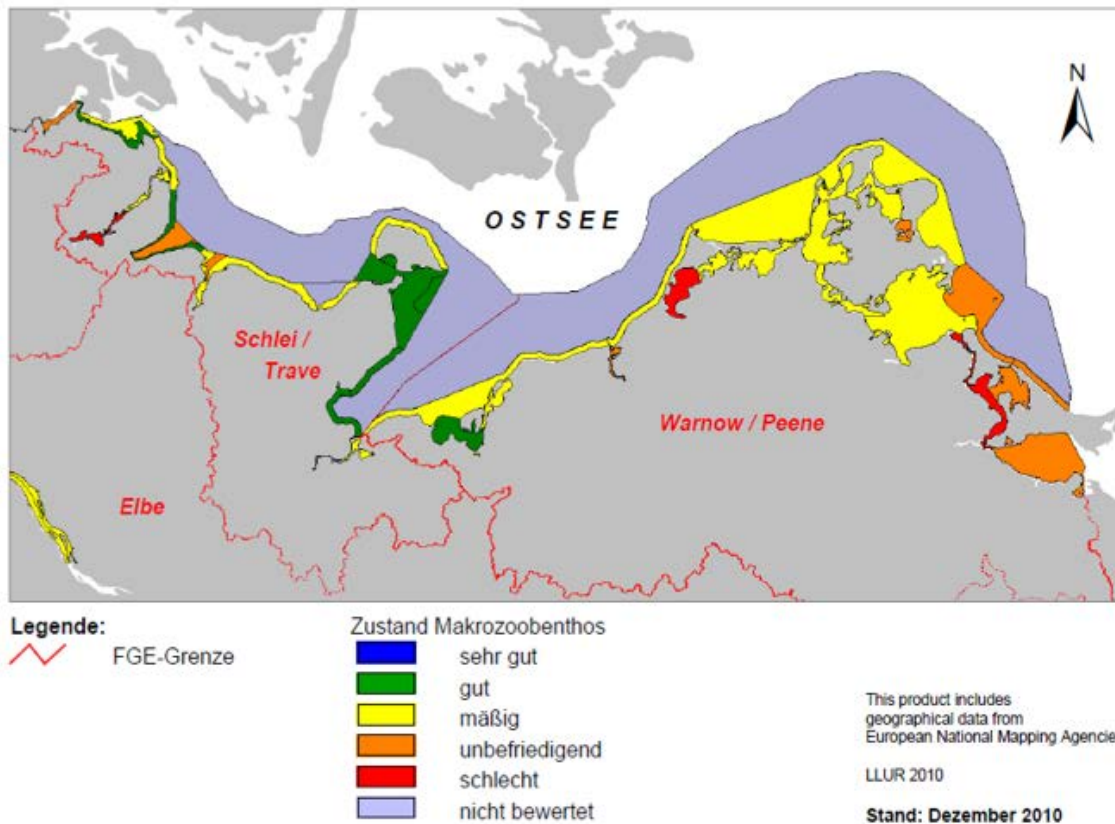 N
OSTSEE
Schlei /
Trave
Warnow / Peene
Elbe
Legende:
FGE-Grenze
Zustand Makrozoobenthos
sehr gut
gut
mäßig
unbefriedigend
schlecht
nicht bewertet
This product includes
geographical data from
European National Mapping Agencie
LLUR 2010
Stand: Dezember 2010